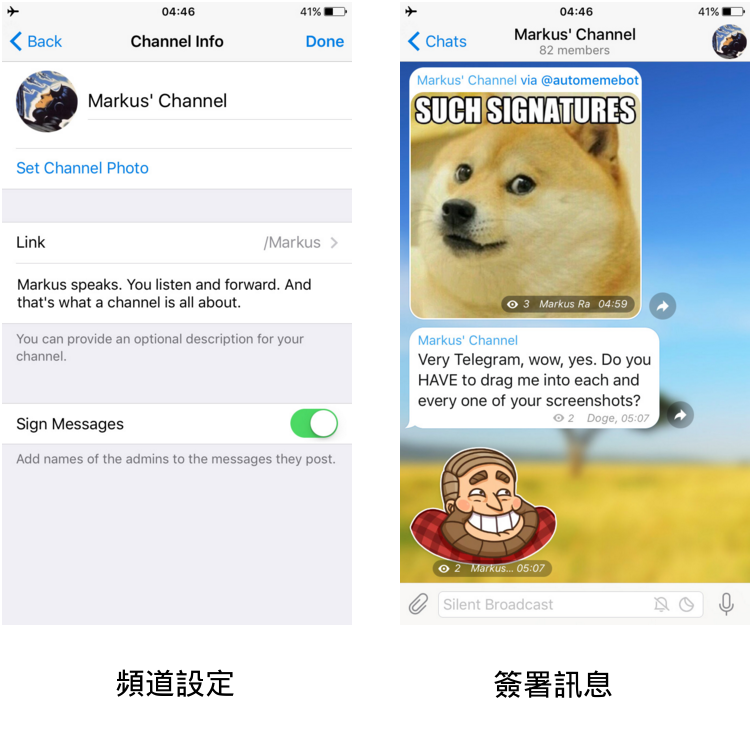 04:46
41%
Back
Channel Info
Done
Markus' Channel
Set Channel Photo
Link
/Markus
Markus speaks. You listen and forward. And
that's what a channel is all about.
You can provide an optional description for your
channel.
Sign Messages
Add names of the admins to the messages they post.
頻道設定
04:46
41%
Chats
Markus' Channel
82 members
Markus' Channel via @automemebot
SUCH SIGNATURES
3 Markus Ra 04:59
Markus' Channel
Very Telegram, wow, yes. Do you
HAVE to drag me into each and
every one of your screenshots?
2 Doge, 05:07
2 Markus... 05:07
Silent Broadcast
簽署訊息